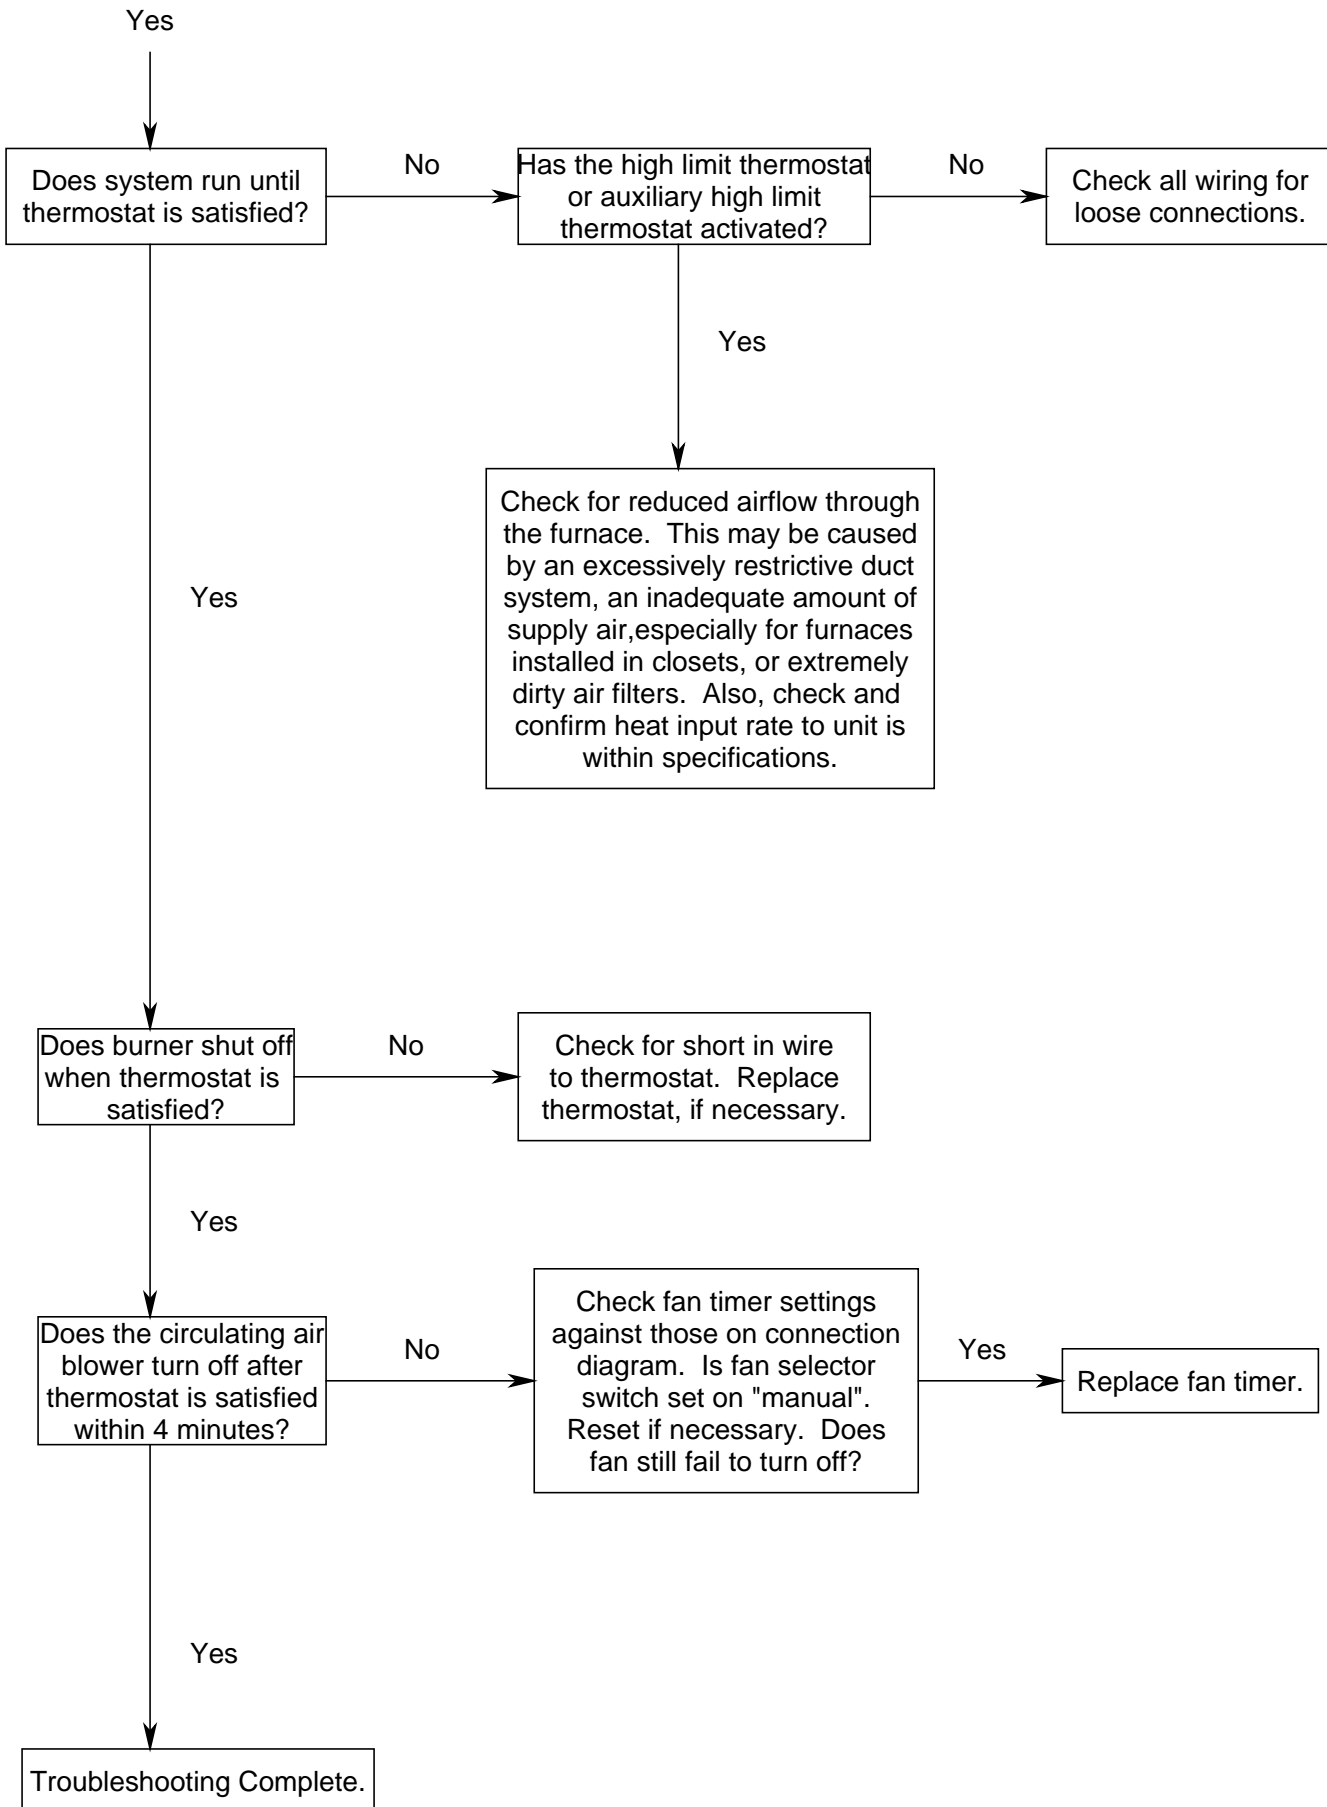 Yes
Does system run until
thermostat is satisfied?
No
Has the high limit thermostat
or auxiliary high limit
thermostat activated?
No
Check all wiring for
loose connections.
Yes
Check for reduced airflow through
the furnace.  This may be caused
by an excessively restrictive duct
system, an inadequate amount of
supply air,especially for furnaces
installed in closets, or extremely
dirty air filters.  Also, check and
confirm heat input rate to unit is
within specifications.
Yes
Does burner shut off
when thermostat is
satisfied?
No
Check for short in wire
to thermostat.  Replace
thermostat, if necessary.
Yes
Does the circulating air
blower turn off after
thermostat is satisfied
within 4 minutes?
No
Check fan timer settings
against those on connection
diagram.  Is fan selector
switch set on "manual".
Reset if necessary.  Does
fan still fail to turn off?
Yes
Replace fan timer.
Yes
Troubleshooting Complete.